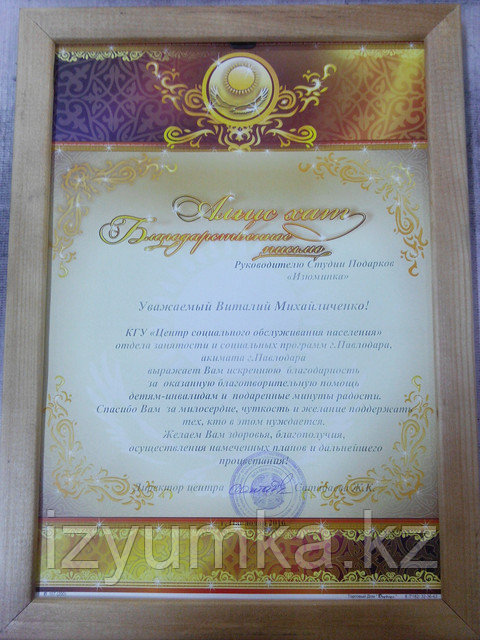 Алғыс хат
Благодарственное
письмо
Руководителю Студии Подарков
«Изюминка»
Уважаемый Виталий Михайличенко!
КГУ «Центр социального обслуживания населения»
отдела занятости и социальных программ г.Павлодара,
акимата г.Павлодара
выражает Вам искреннюю благодарность
за оказанную благотворительную помощь
детям-инвалидам и подаренные минуты радости.
Спасибо Вам за милосердие, чуткость и желание поддержать
тех, кто в этом нуждается.
Желаем Вам здоровья, благополучия,
осуществления намеченных планов и дальнейшего
процветания!
Директор центра К.К.
izyumka.kz
Торговый Дом